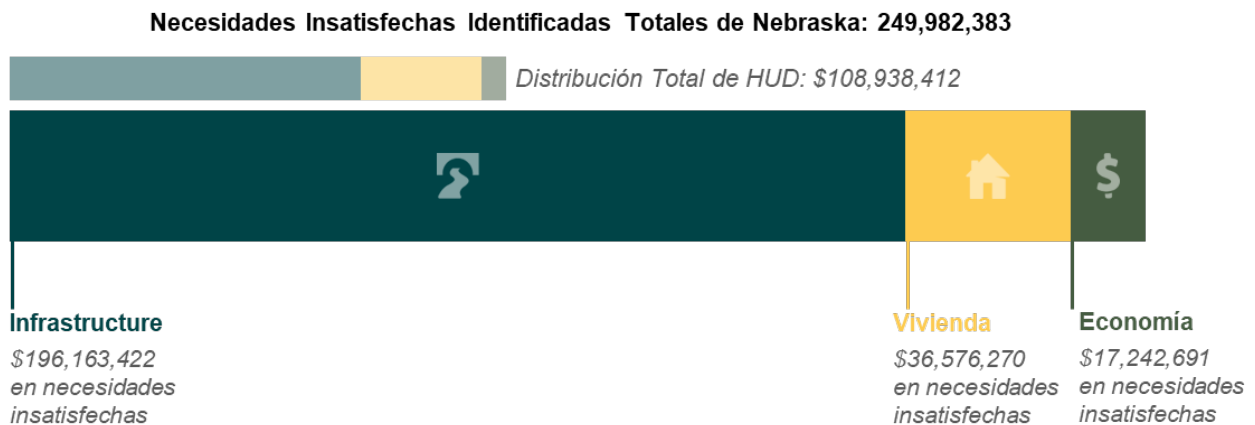 Necesidades Insatisfechas Identificadas Totales de Nebraska: 249,982,383
Distribución Total de HUD: $108,938,412
$
Infrastructure
$196,163,422
en necesidades
insatisfechas
Vivienda
$36,576,270
en necesidades
insatisfechas
Economía
$17,242,691
en necesidades
insatisfechas